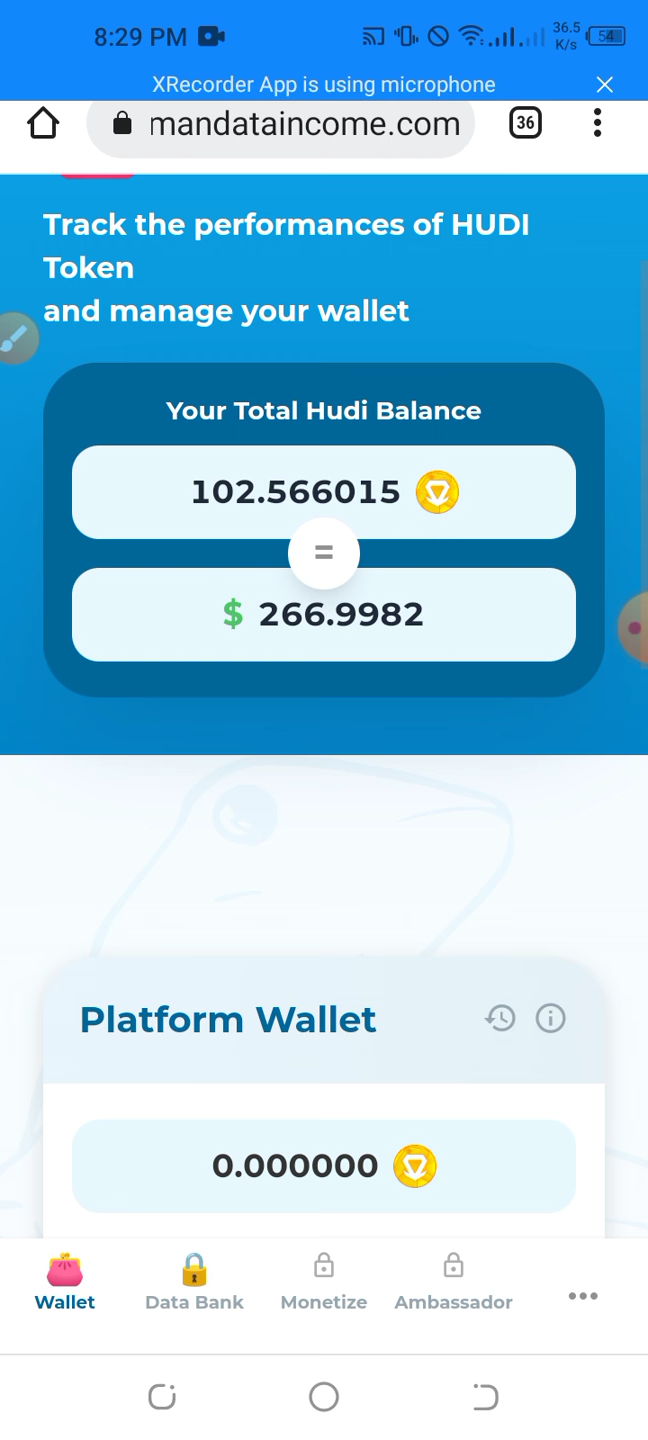 8:29 PM
36.5
K/s
54
XRecorder App is using microphone
mandataincome.com
36
Track the performances of HUDI
Token
and manage your wallet
Your Total Hudi Balance
102.566015
=
$ 266.9982
Platform Wallet
0.000000
Wallet
Data Bank
Monetize
Ambassador